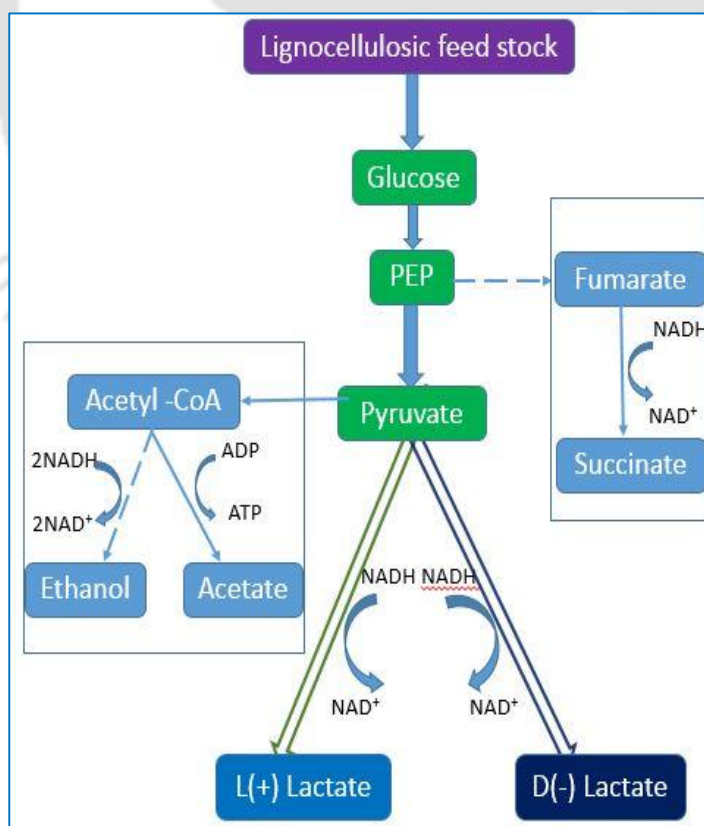 Lignocellulosic feed stock
Glucose
PEP
Fumarate
NADH
NAD⁺
Succinate
Acetyl -CoA
Pyruvate
2NADH
ADP
2NAD⁺
ATP
Ethanol
Acetate
NADH NADH
NAD⁺
NAD⁺
L(+) Lactate
D(-) Lactate